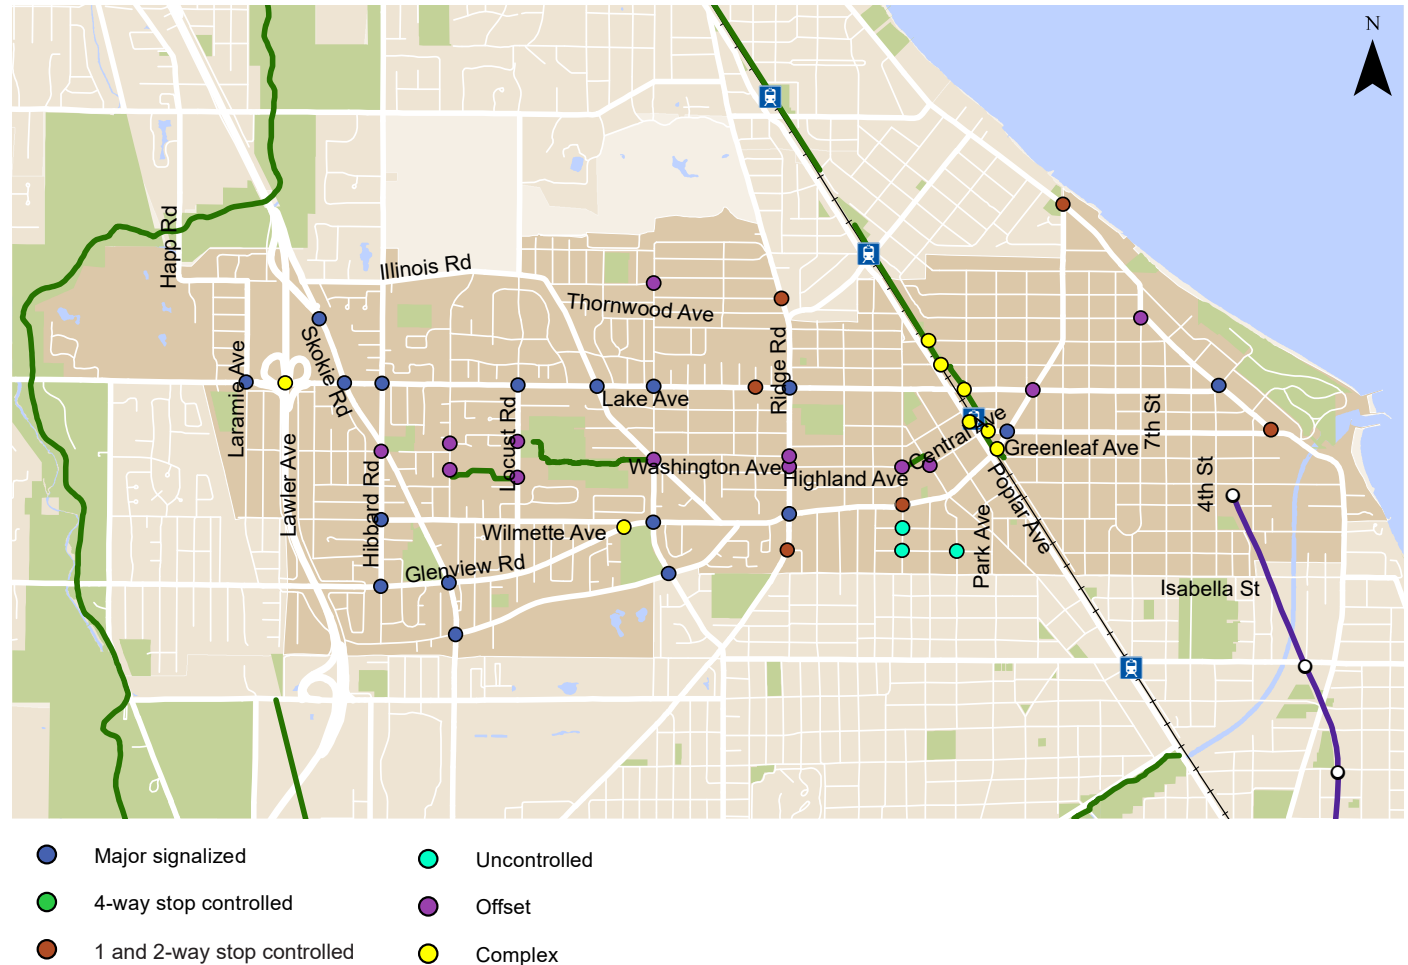 N
Happ Rd
Illinois Rd
Thornwood Ave
Skokie Rd
Ridge Rd
Laramie Ave
Lake Ave
Locust Rd
7th St
Central Ave
Greenleaf Ave
Washington Ave
Highland Ave
Lawler Ave
Hibbard Rd
4th St
Poplar Ave
Wilmette Ave
Park Ave
Glenview Rd
Isabella St
Major signalized
4-way stop controlled
1 and 2-way stop controlled
Uncontrolled
Offset
Complex